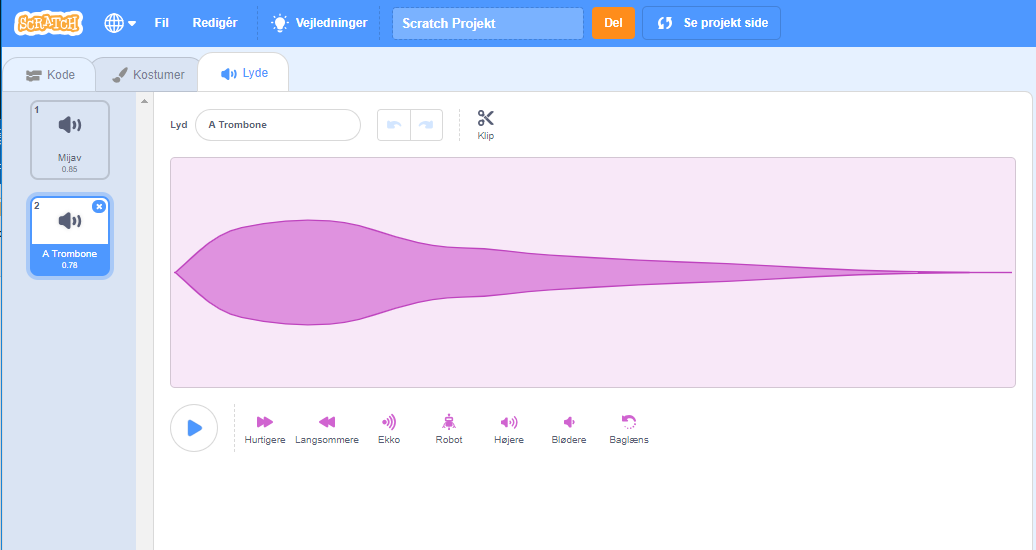 SCRATCH
Fil
Redigér
Vejledninger
Scratch Projekt
Del
Se projekt side
Kode
Kostumer
Lyde
1
Mijav
0.85
2
A Trombone
0.78
Lyd
A Trombone
Klip
Hurtigere
Langsommere
Ekko
Robot
Højere
Blødere
Baglæns